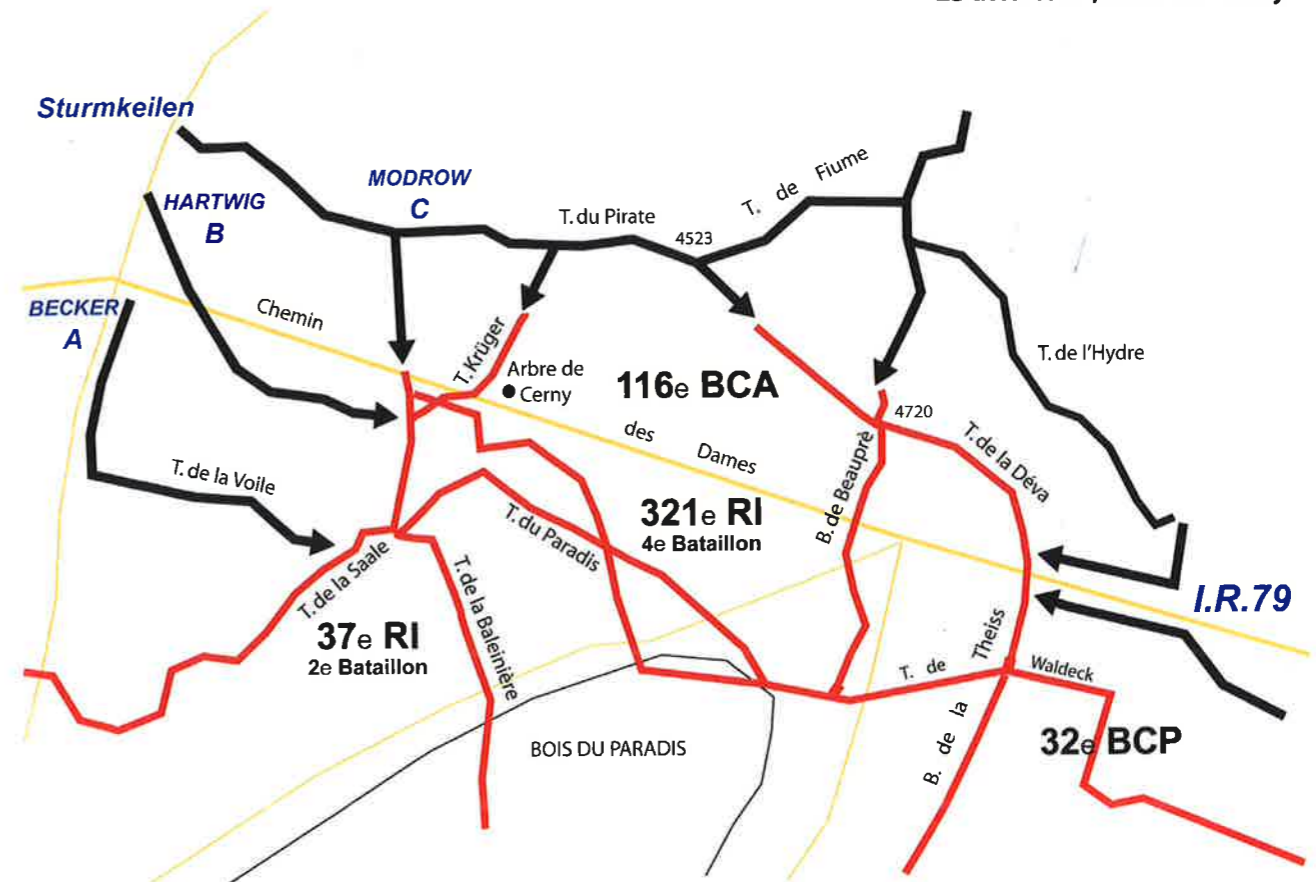 Sturmkeilen
MODROW
C
HARTWIG
B
BECKER
A
T. du Pirate
4523
T. de Fiume
Chemin
des
Dames
T. Krüger
Arbre de
Cerny
116e BCA
4720
T. de l'Hydre
T. de la Déva
B. de Beaupré
T. de la Voile
321e RI
4e Bataillon
T. du Paradis
T. de la Saale
T. de la Baleinière
37e RI
2e Bataillon
I.R.79
T. de
Theiss
Waldeck
B. de la
32e BCP
BOIS DU PARADIS